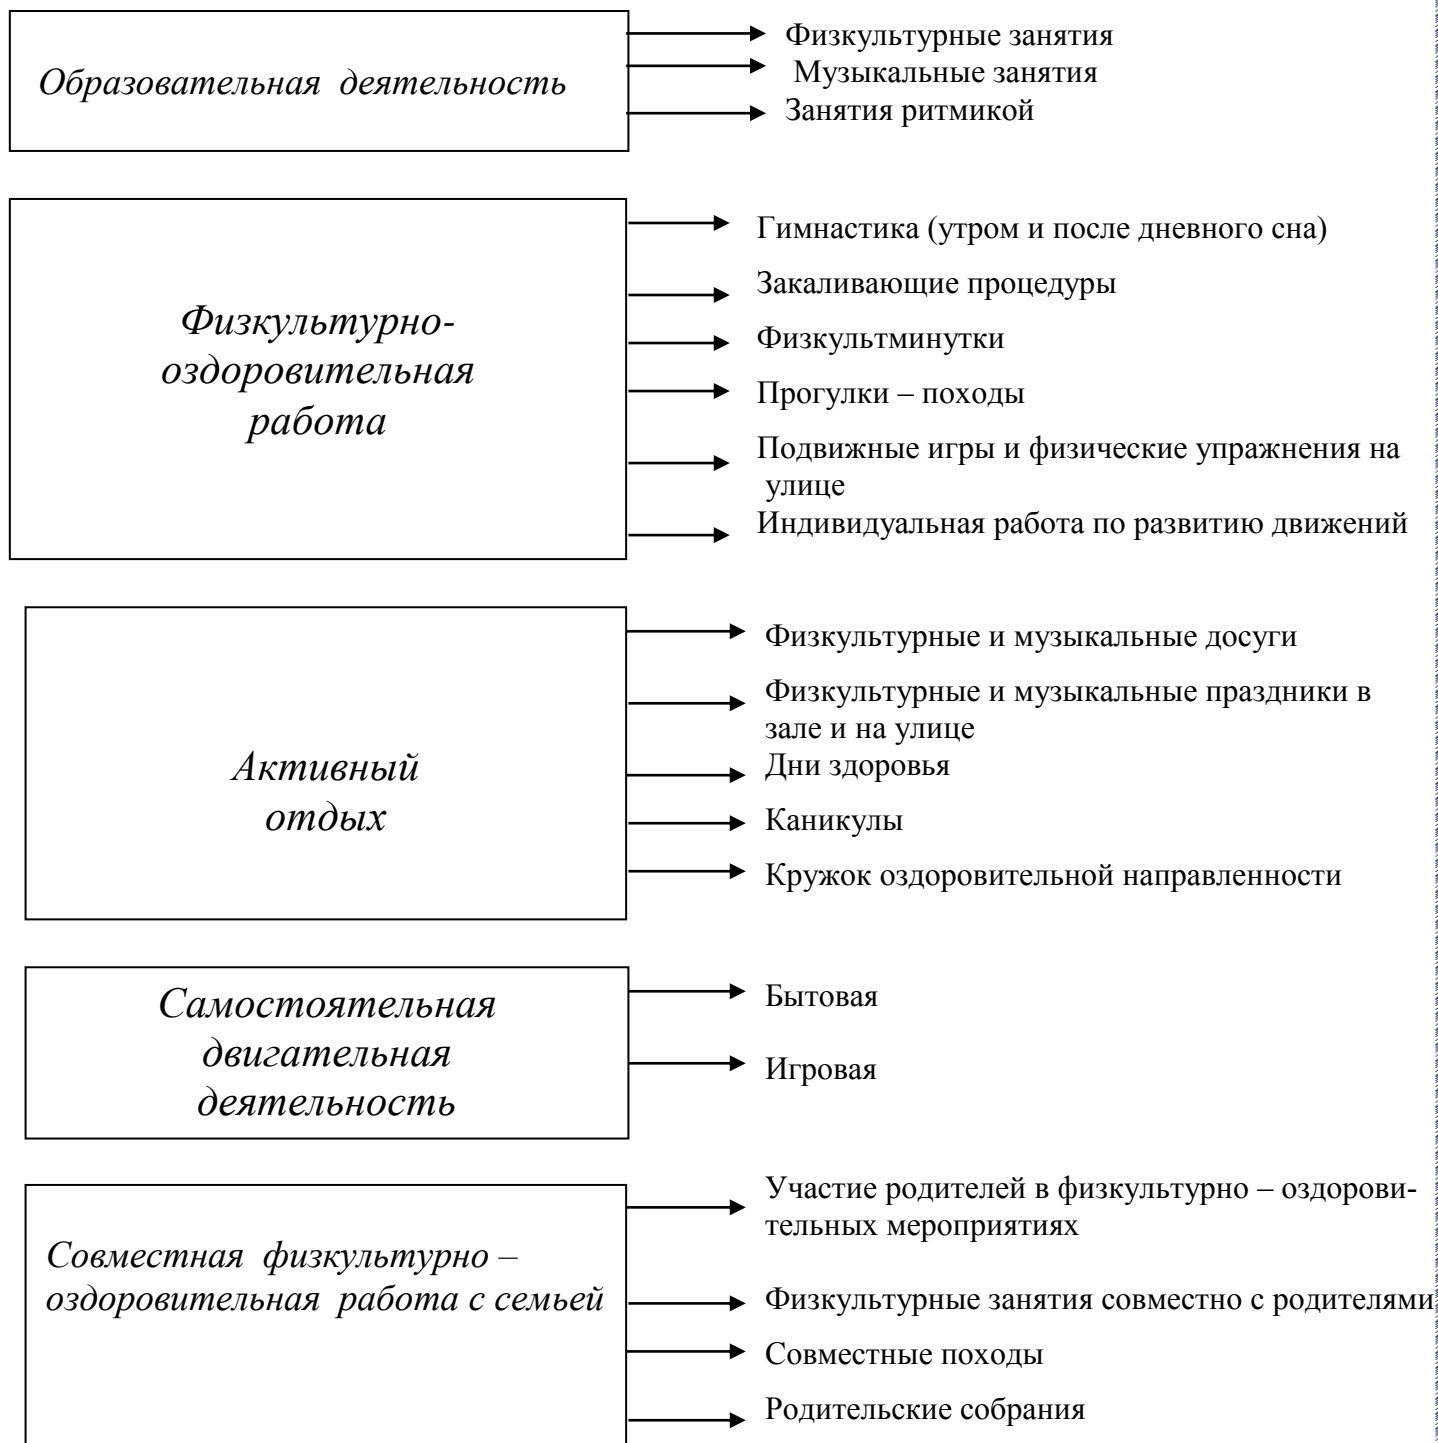 Образовательная деятельность
Физкультурные занятия
Музыкальные занятия
Занятия ритмикой
Физкультурно-
оздоровительная
работа
Гимнастика (утром и после дневного сна)
Закаливающие процедуры
Физкультминутки
Прогулки – походы
Подвижные игры и физические упражнения на
улице
Индивидуальная работа по развитию движений
Активный
отдых
Физкультурные и музыкальные досуги
Физкультурные и музыкальные праздники в
зале и на улице
Дни здоровья
Каникулы
Кружок оздоровительной направленности
Самостоятельная
двигательная
деятельность
Бытовая
Игровая
Совместная физкультурно –
оздоровительная работа с семьей
Участие родителей в физкультурно – оздорови-
тельных мероприятиях
Физкультурные занятия совместно с родителями
Совместные походы
Родительские собрания